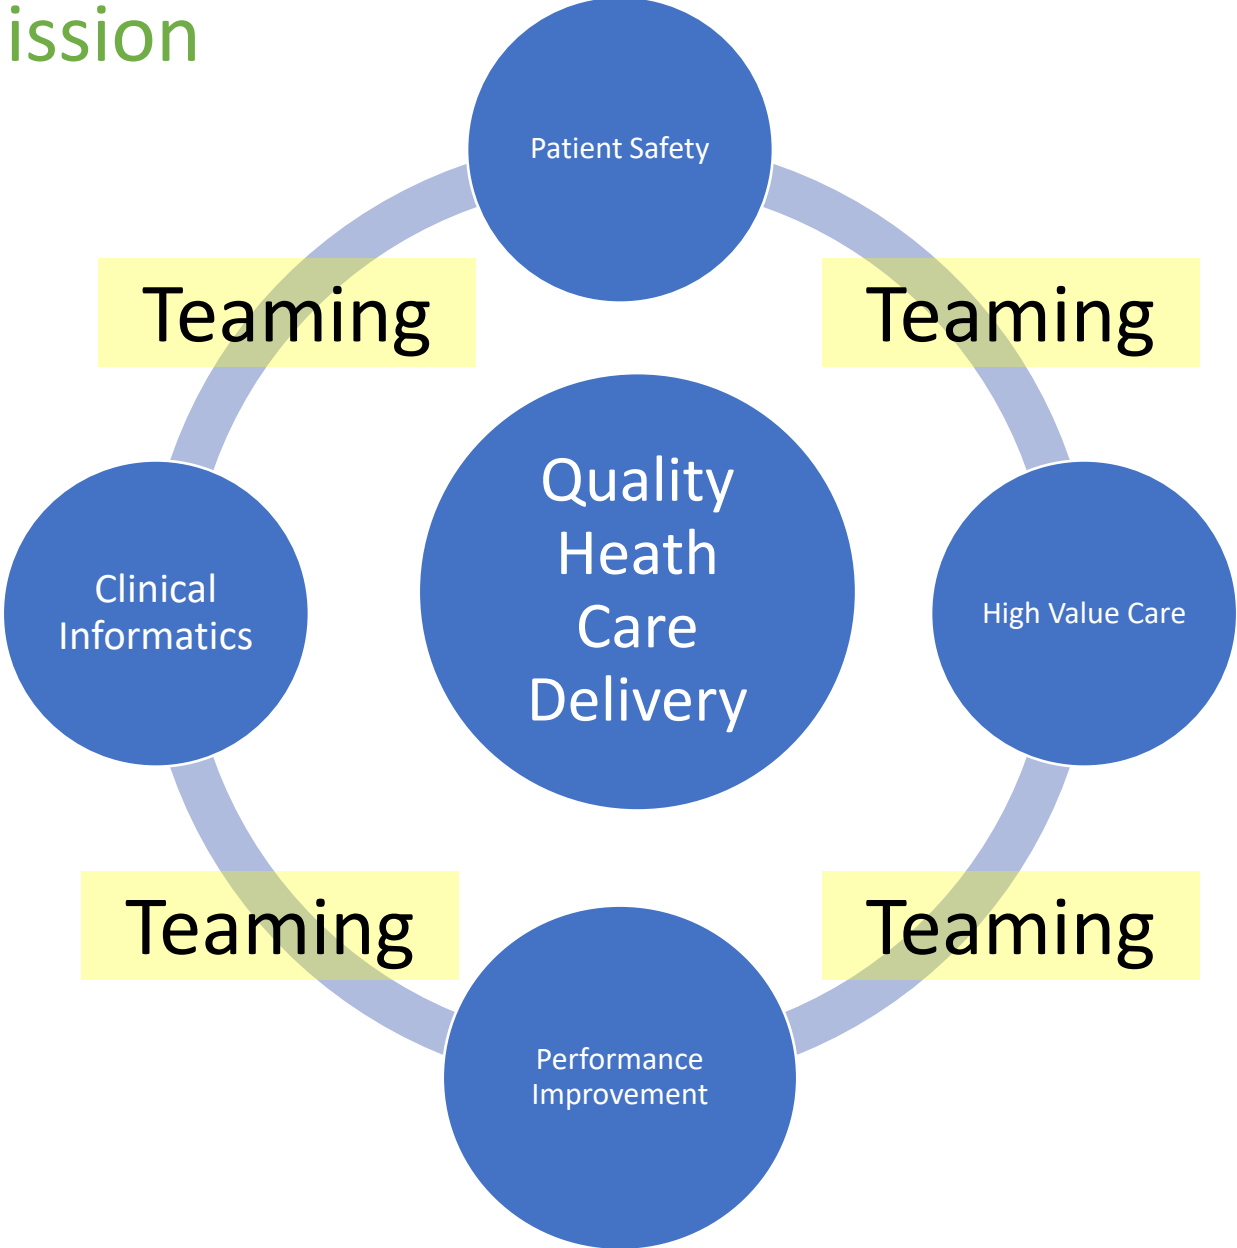 ission
Patient Safety
Teaming
Teaming
Quality
Heath
Care
Delivery
Clinical
Informatics
High Value Care
Teaming
Teaming
Performance
Improvement